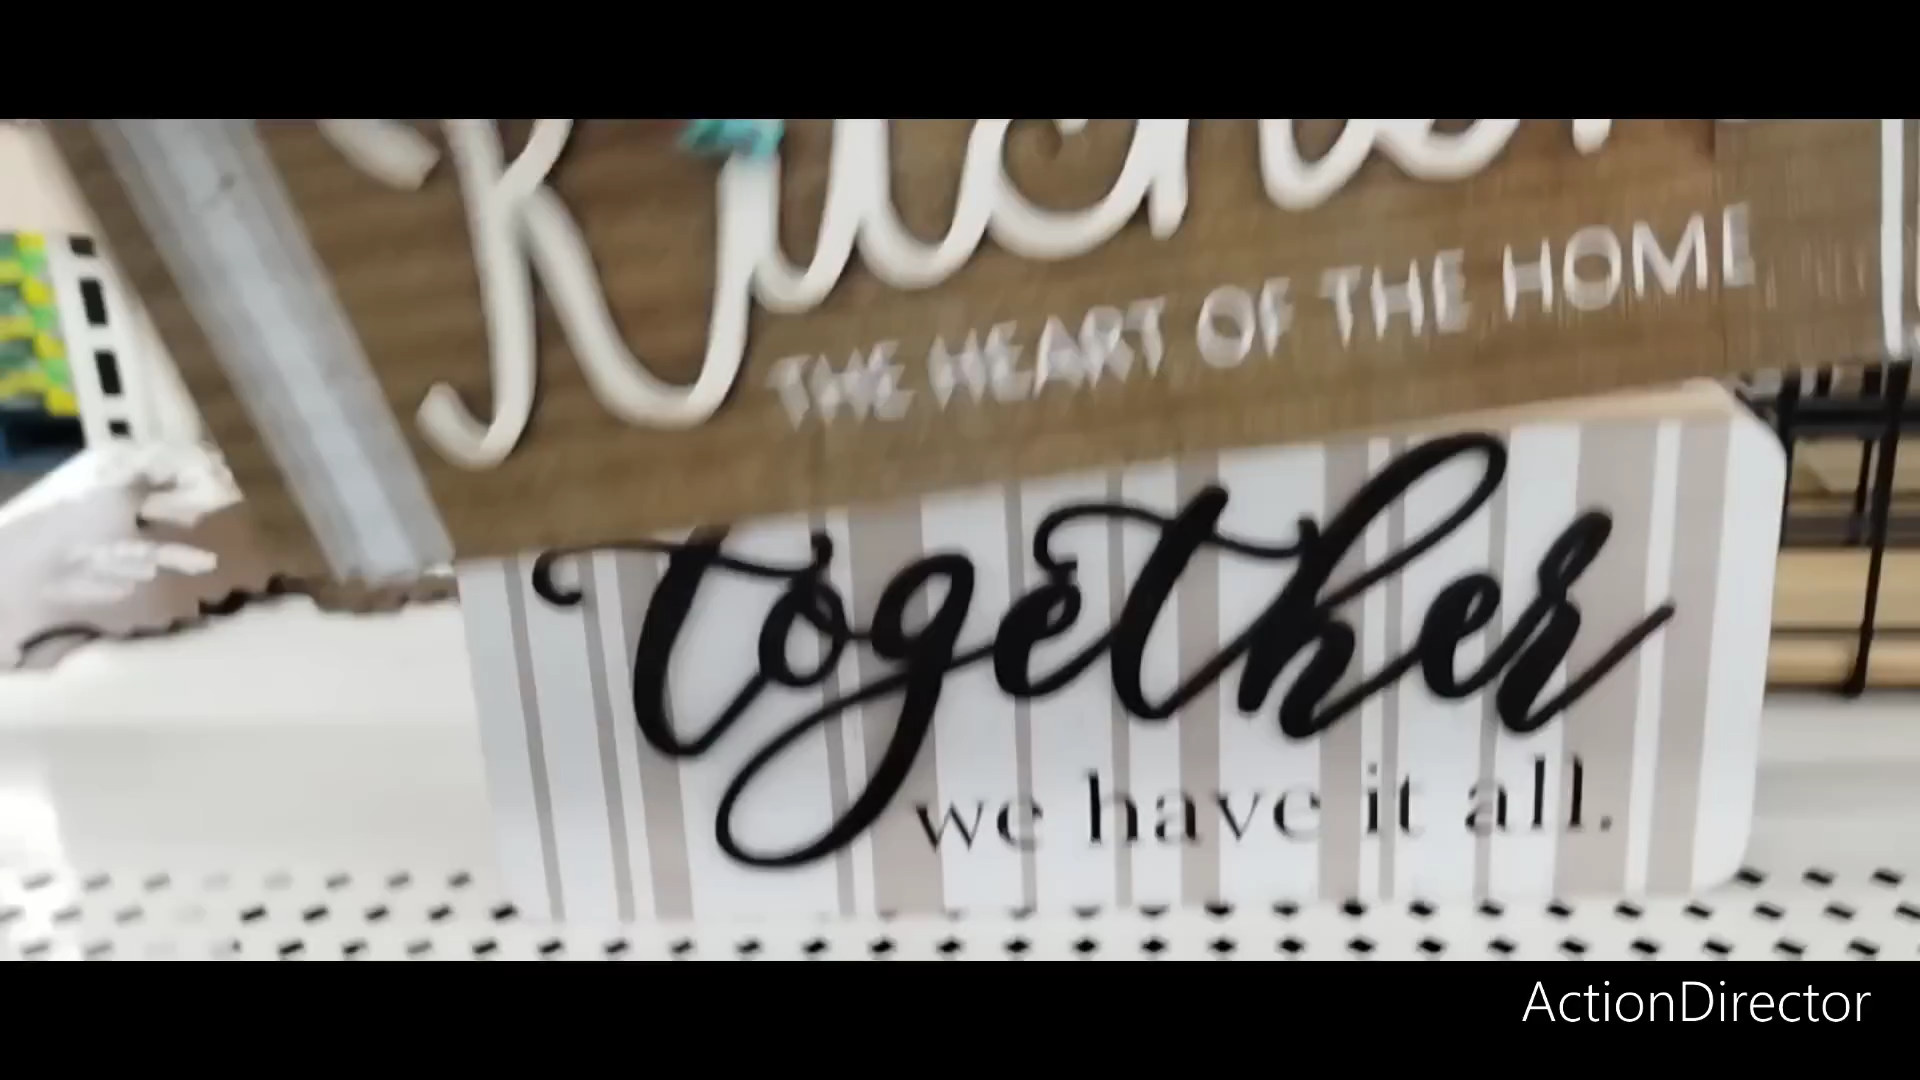 Kitchen
THE HEART OF THE HOME
together
we have it all.
ActionDirector